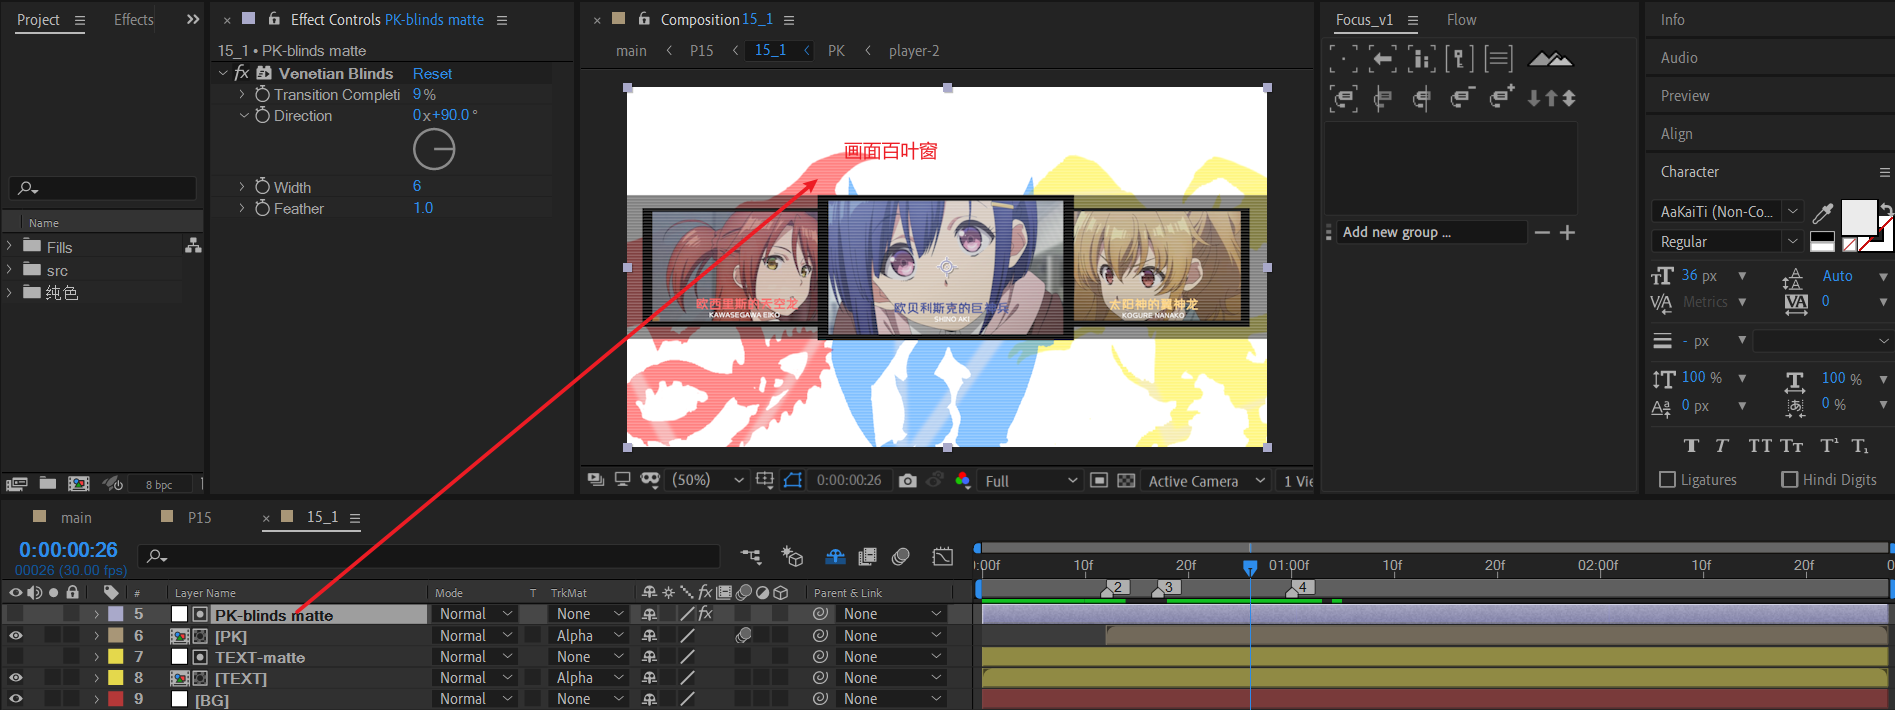 Project
Effects
Effect Controls PK-blinds matte
15_1 • PK-blinds matte
fx Venetian Blinds Reset
Transition Completi 9%
Direction 0x+90.0°
Width 6
Feather 1.0
Name
Fills
src
纯色
8 bpc
Composition 15_1
main P15 15_1 PK player-2
画面百叶窗
欧西里斯的天空龙
KAWASEGAWA EIKO
欧贝利斯克的巨神兵
SHINO AKI
太阳神的翼神龙
KOGURE NANAKO
(50%) 0:00:00:26 Full Active Camera 1 Vie
Focus_v1 Flow
Add new group ...
Info
Audio
Preview
Align
Character
AaKaiTi (Non-Co...
Regular
36 px Auto
Metrics 0
- px
100 % 100 %
0 px 0 %
Ligatures Hindi Digits
main P15 15_1
0:00:00:26
00026 (30.00 fps)
# Layer Name Mode T TrkMat Parent & Link
:00f 10f 20f 01:00f 10f 20f 02:00f 10f 20f 0
2 3 4
5 PK-blinds matte Normal None fx None
6 [PK] Normal Alpha None
7 TEXT-matte Normal None None
8 [TEXT] Normal Alpha None
9 [BG] Normal None None